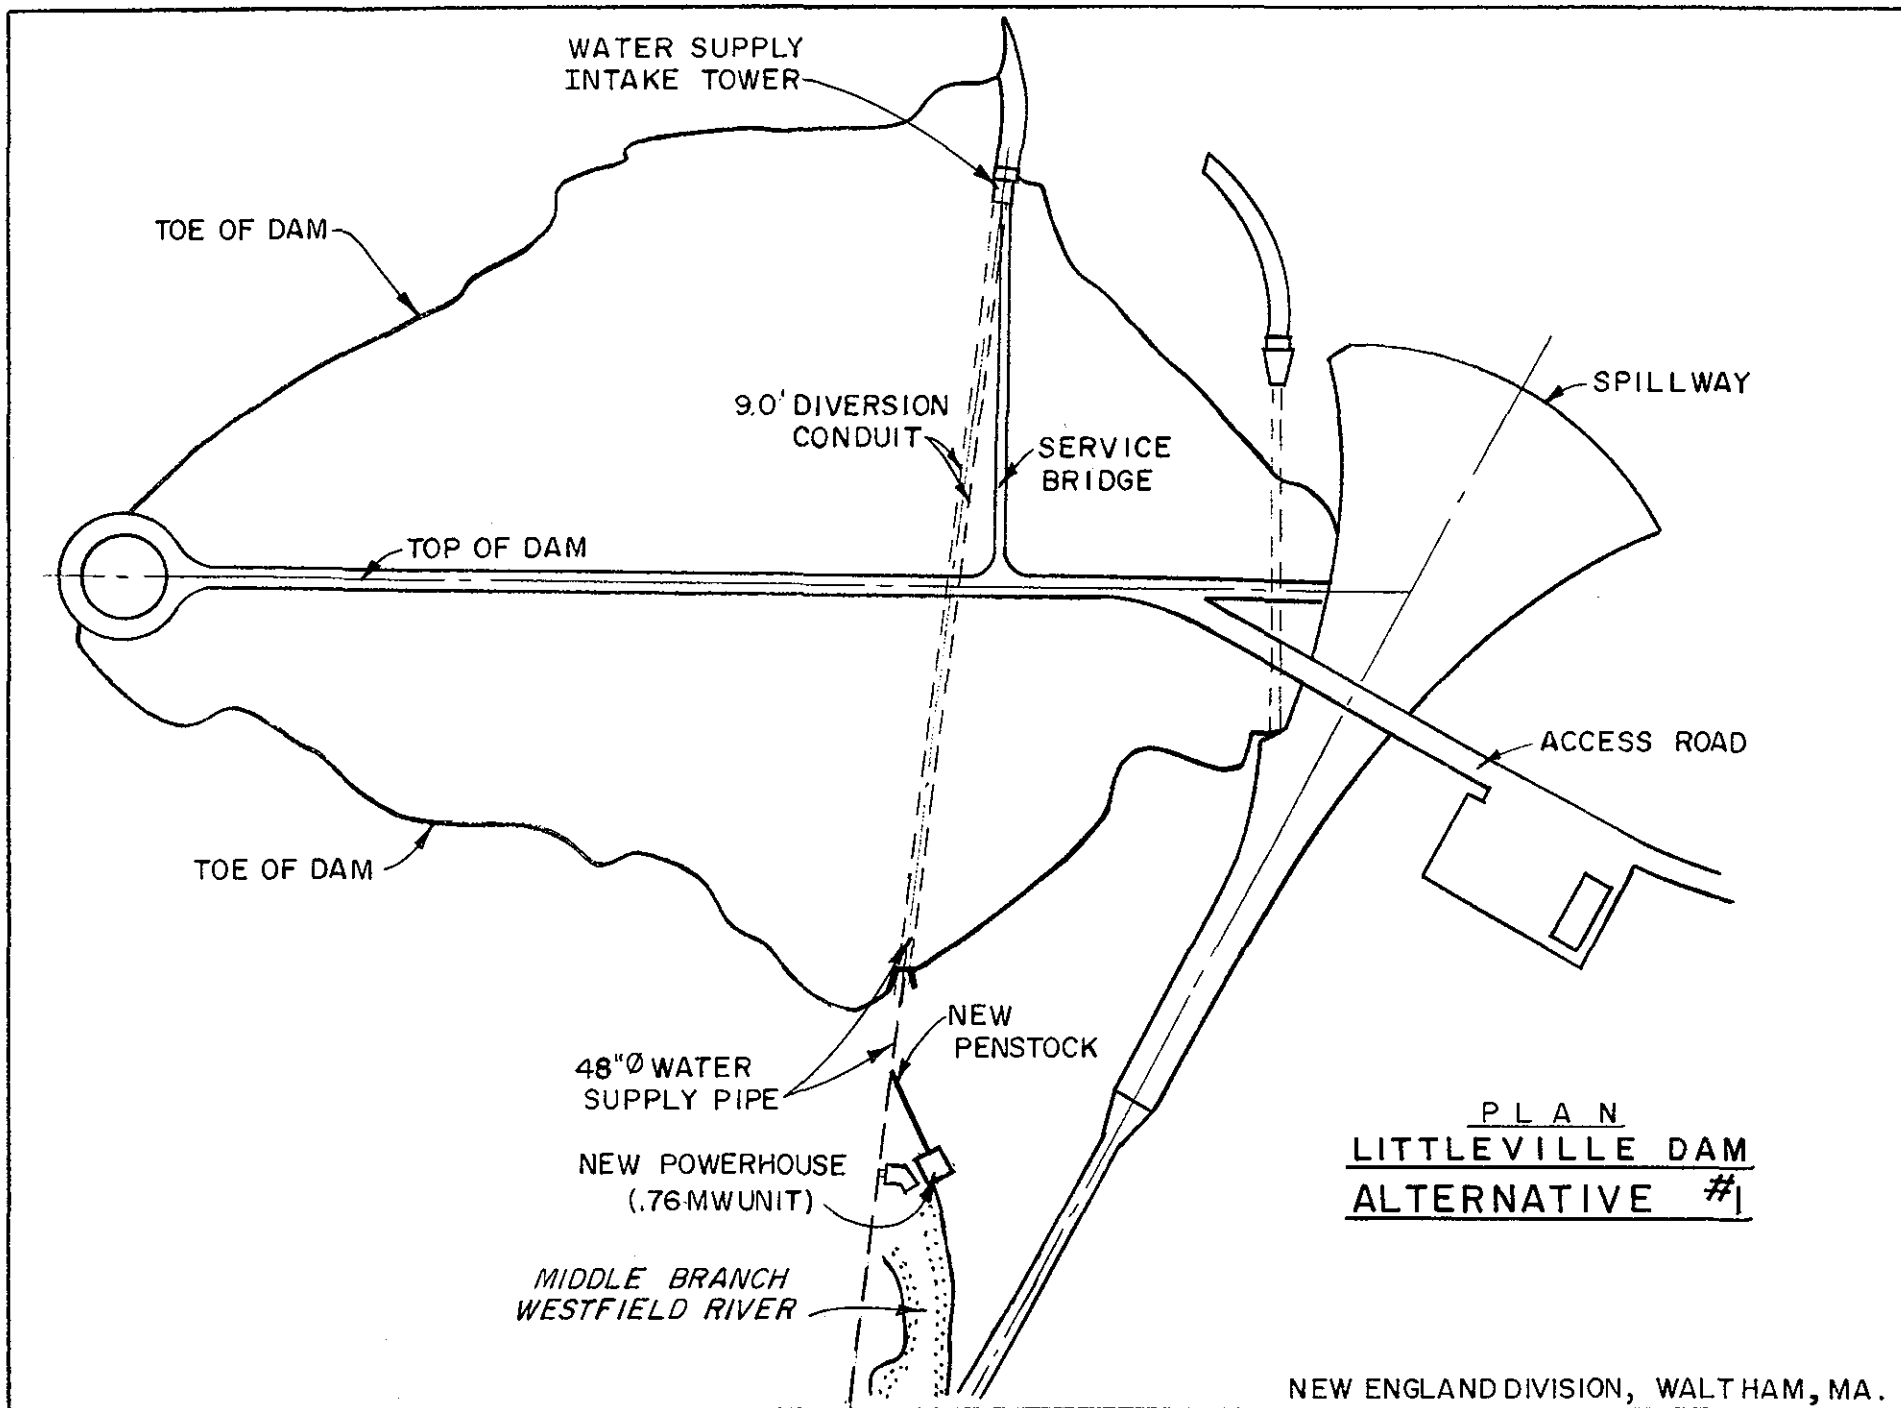 WATER SUPPLY
INTAKE TOWER
TOE OF DAM
SPILLWAY
9.0' DIVERSION
CONDUIT
SERVICE
BRIDGE
TOP OF DAM
ACCESS ROAD
TOE OF DAM
NEW
PENSTOCK
48"Ø WATER
SUPPLY PIPE
NEW POWERHOUSE
(.76-MW UNIT)
MIDDLE BRANCH
WESTFIELD RIVER
PLAN
LITTLEVILLE DAM
ALTERNATIVE #1
NEW ENGLAND DIVISION, WALTHAM, MA.